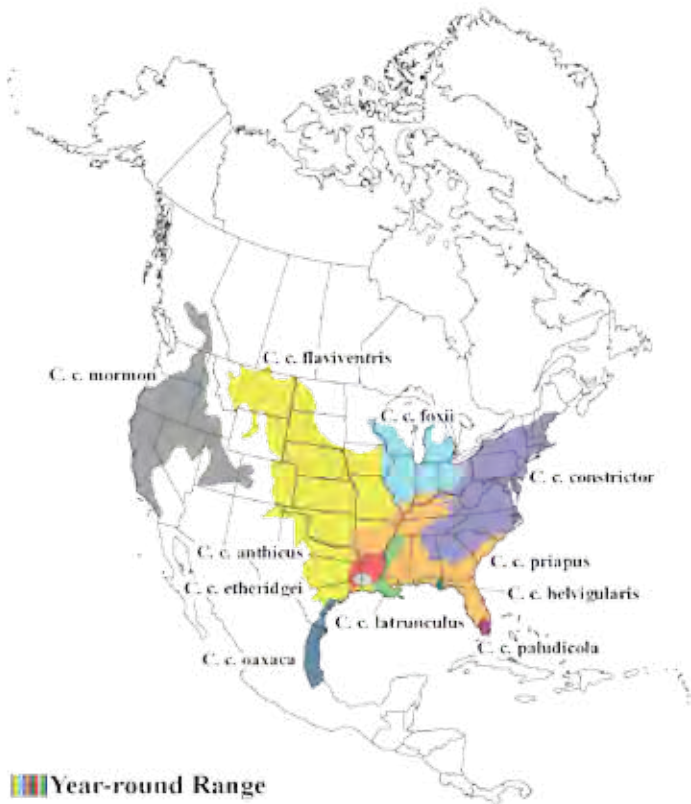 C. c. flaviventris
C. c. mormon
C. c. foxii
C. c. constrictor
C. c. anthicus
C. c. priapus
C. c. etheridgei
C. c. helvigularis
C. c. latrunculus
C. c. paludicola
C. c. oaxaca
Year-round Range